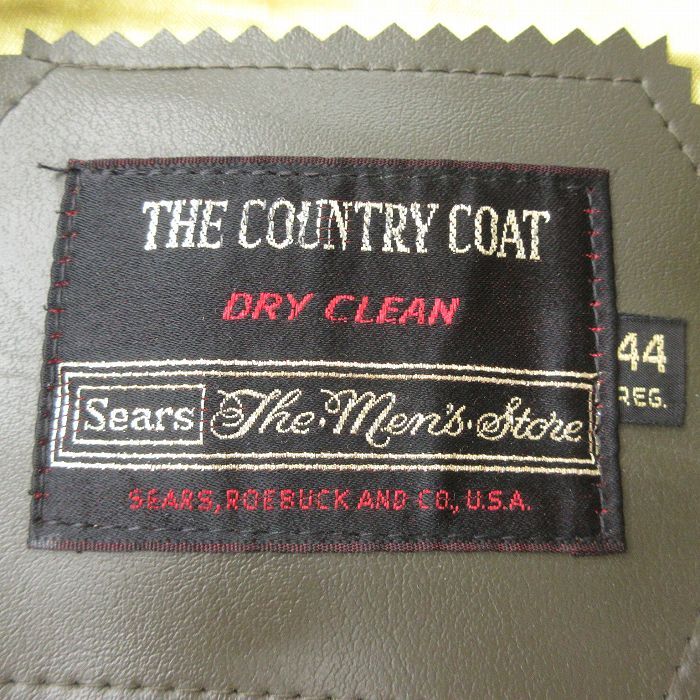 THE COUNTRY COAT
DRY CLEAN
44
REG.
Sears The·Men's·Store
SEARS, ROEBUCK AND CO., U.S.A.